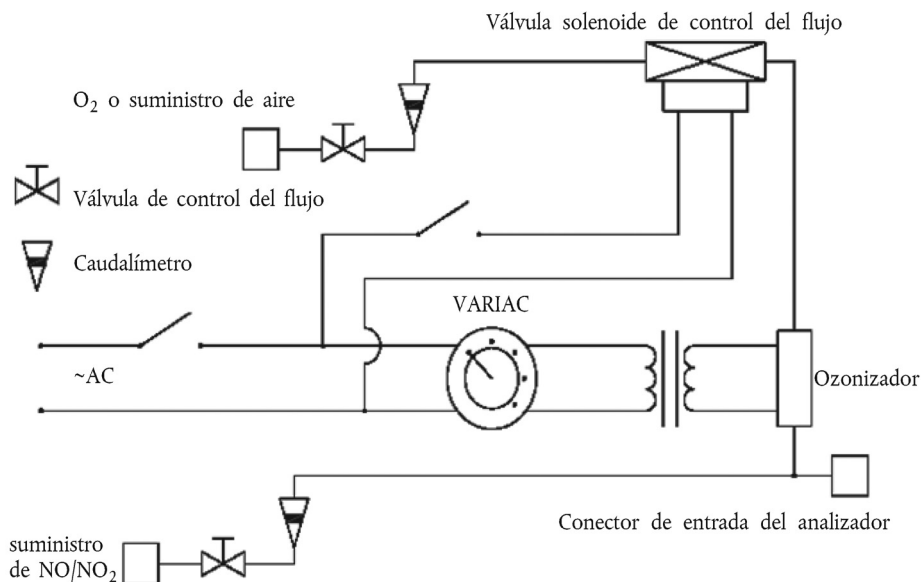 Válvula solenoide de control del flujo
O₂ o suministro de aire
Válvula de control del flujo
Caudalímetro
VARIAC
~AC
Ozonizador
Conector de entrada del analizador
suministro
de NO/NO₂